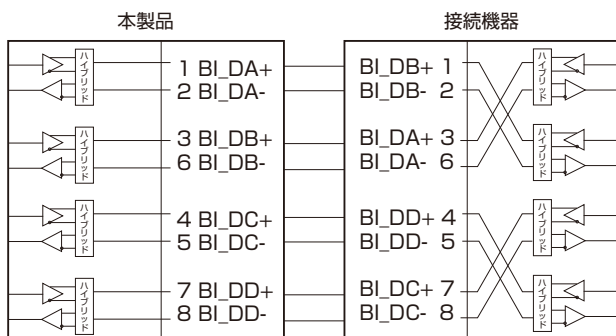 本製品
接続機器
ハイブリッド
1 BI_DA+
2 BI_DA-
ハイブリッド
3 BI_DB+
6 BI_DB-
ハイブリッド
4 BI_DC+
5 BI_DC-
ハイブリッド
7 BI_DD+
8 BI_DD-
BI_DB+ 1
BI_DB- 2
ハイブリッド
BI_DA+ 3
BI_DA- 6
ハイブリッド
BI_DD+ 4
BI_DD- 5
ハイブリッド
BI_DC+ 7
BI_DC- 8
ハイブリッド